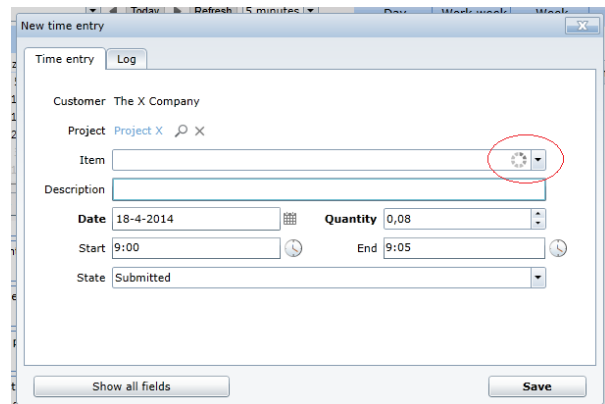 Today Refresh 5 minutes Day Work week Week
New time entry
Time entry Log
Customer The X Company
Project Project X
Item
Description
Date 18-4-2014 Quantity 0,08
Start 9:00 End 9:05
State Submitted
Show all fields Save